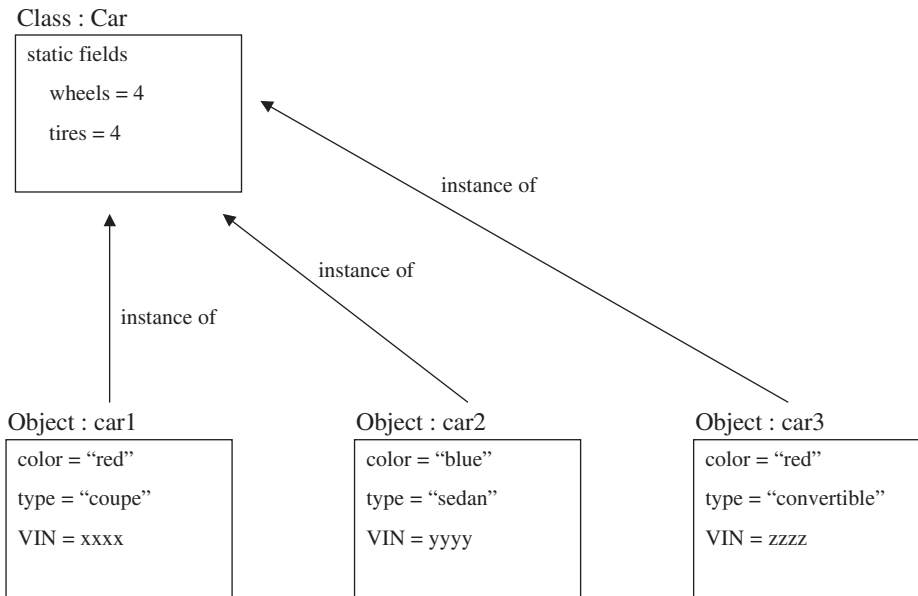 Class : Car
static fields
wheels = 4
tires = 4
instance of
instance of
instance of
Object : car1
color = “red”
type = “coupe”
VIN = xxxx
Object : car2
color = “blue”
type = “sedan”
VIN = yyyy
Object : car3
color = “red”
type = “convertible”
VIN = zzzz